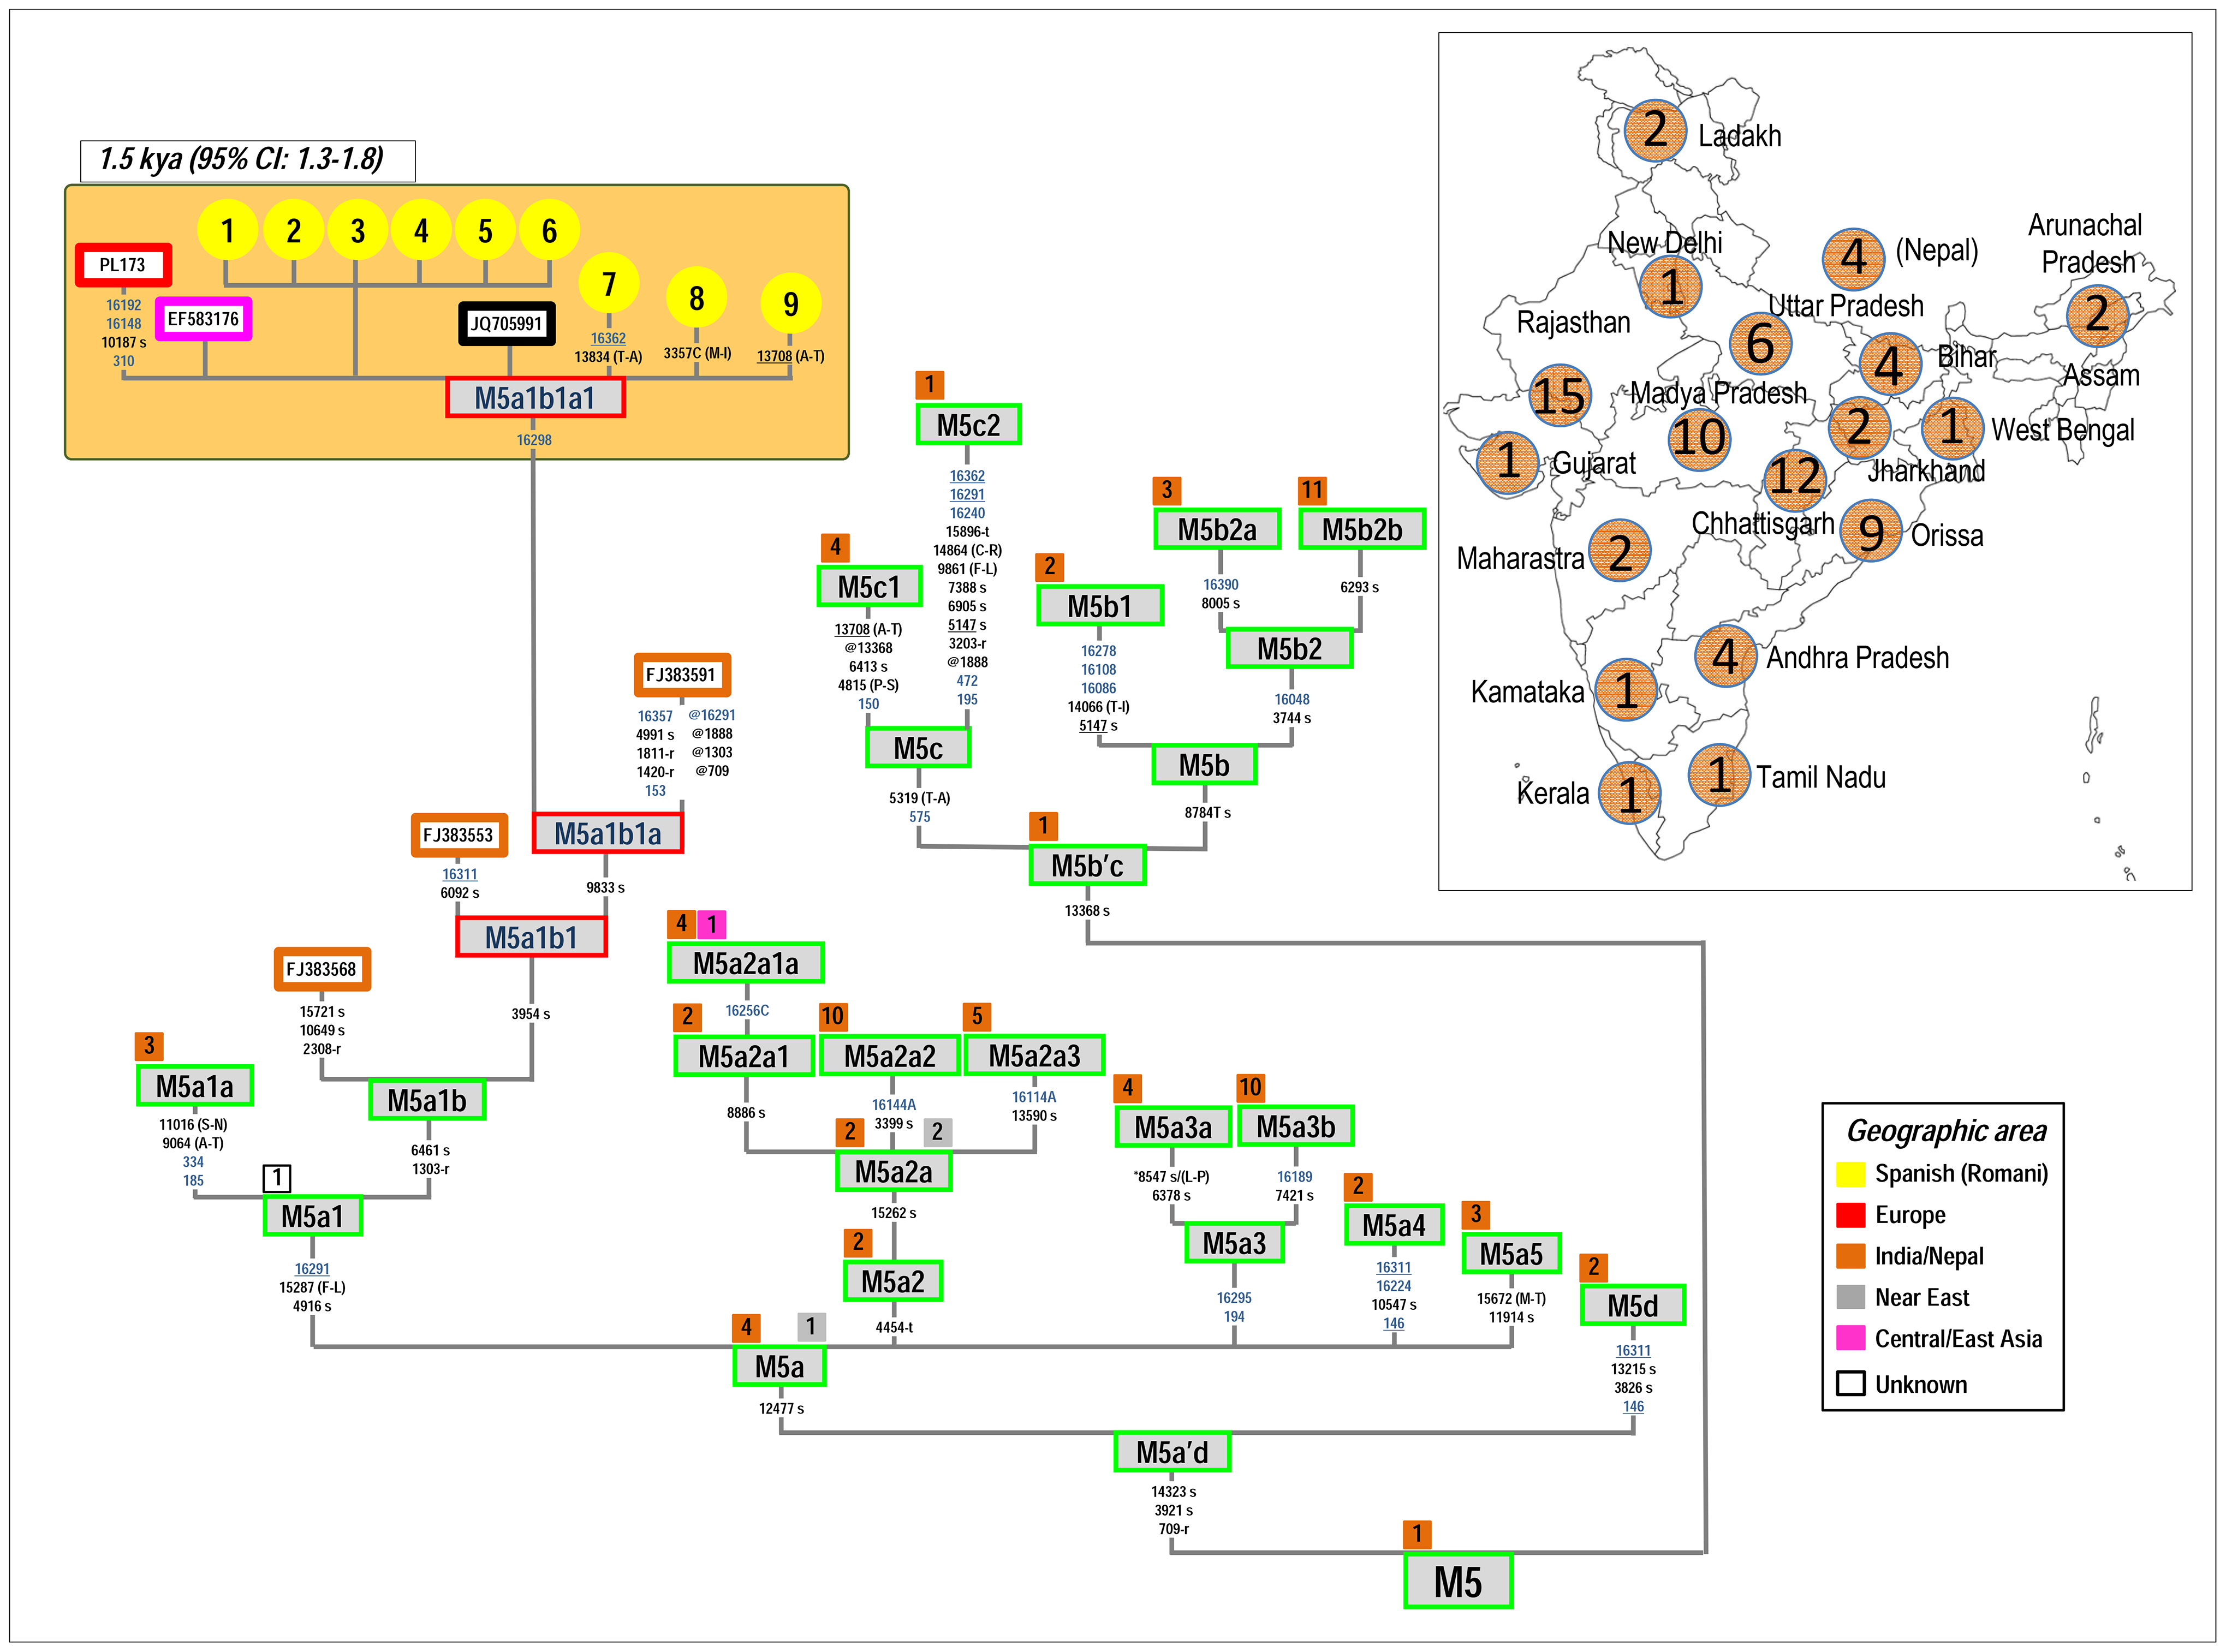 1.5 kya (95% CI: 1.3-1.8)
1
2
3
4
5
6
PL173
16192
16148
10187 s
310
EF583176
JQ705991
7
16362
13834 (T-A)
8
3357C (M-I)
9
13708 (A-T)
M5a1b1a1
16298
FJ383591
16357
4991 s
1811-r
1420-r
153
@16291
@1888
@1303
@709
M5a1b1a
9833 s
FJ383553
16311
6092 s
M5a1b1
3954 s
FJ383568
15721 s
10649 s
2308-r
M5a1b
6461 s
1303-r
3
M5a1a
11016 (S-N)
9064 (A-T)
334
185
1
M5a1
16291
15287 (F-L)
4916 s
1
M5c2
16362
16291
16240
15896-t
14864 (C-R)
9861 (F-L)
7388 s
6905 s
5147 s
3203-r
@1888
472
195
4
M5c1
13708 (A-T)
@13368
6413 s
4815 (P-S)
150
M5c
5319 (T-A)
575
2
M5b1
16278
16108
16086
14066 (T-I)
5147 s
3
M5b2a
16390
8005 s
11
M5b2b
6293 s
M5b2
16048
3744 s
M5b
8784T s
1
M5b'c
13368 s
4
1
M5a2a1a
16256C
2
M5a2a1
8886 s
10
M5a2a2
16144A
3399 s
5
M5a2a3
16114A
13590 s
2
2
M5a2a
15262 s
2
M5a2
4454-t
4
M5a3a
*8547 s/(L-P)
6378 s
10
M5a3b
16189
7421 s
M5a3
16295
194
2
M5a4
16311
16224
10547 s
146
3
M5a5
15672 (M-T)
11914 s
2
M5d
16311
13215 s
3826 s
146
4
1
M5a
12477 s
M5a'd
14323 s
3921 s
709-r
1
M5
2
Ladakh
New Delhi
1
4
(Nepal)
Arunachal
Pradesh
2
Rajasthan
15
Uttar Pradesh
6
4
Bihar
Assam
Madya Pradesh
10
2
Jharkhand
1
West Bengal
1
Gujarat
12
Chhattisgarh
9
Orissa
Maharastra
2
4
Andhra Pradesh
Kamataka
1
Kerala
1
1
Tamil Nadu
Geographic area
Spanish (Romani)
Europe
India/Nepal
Near East
Central/East Asia
Unknown